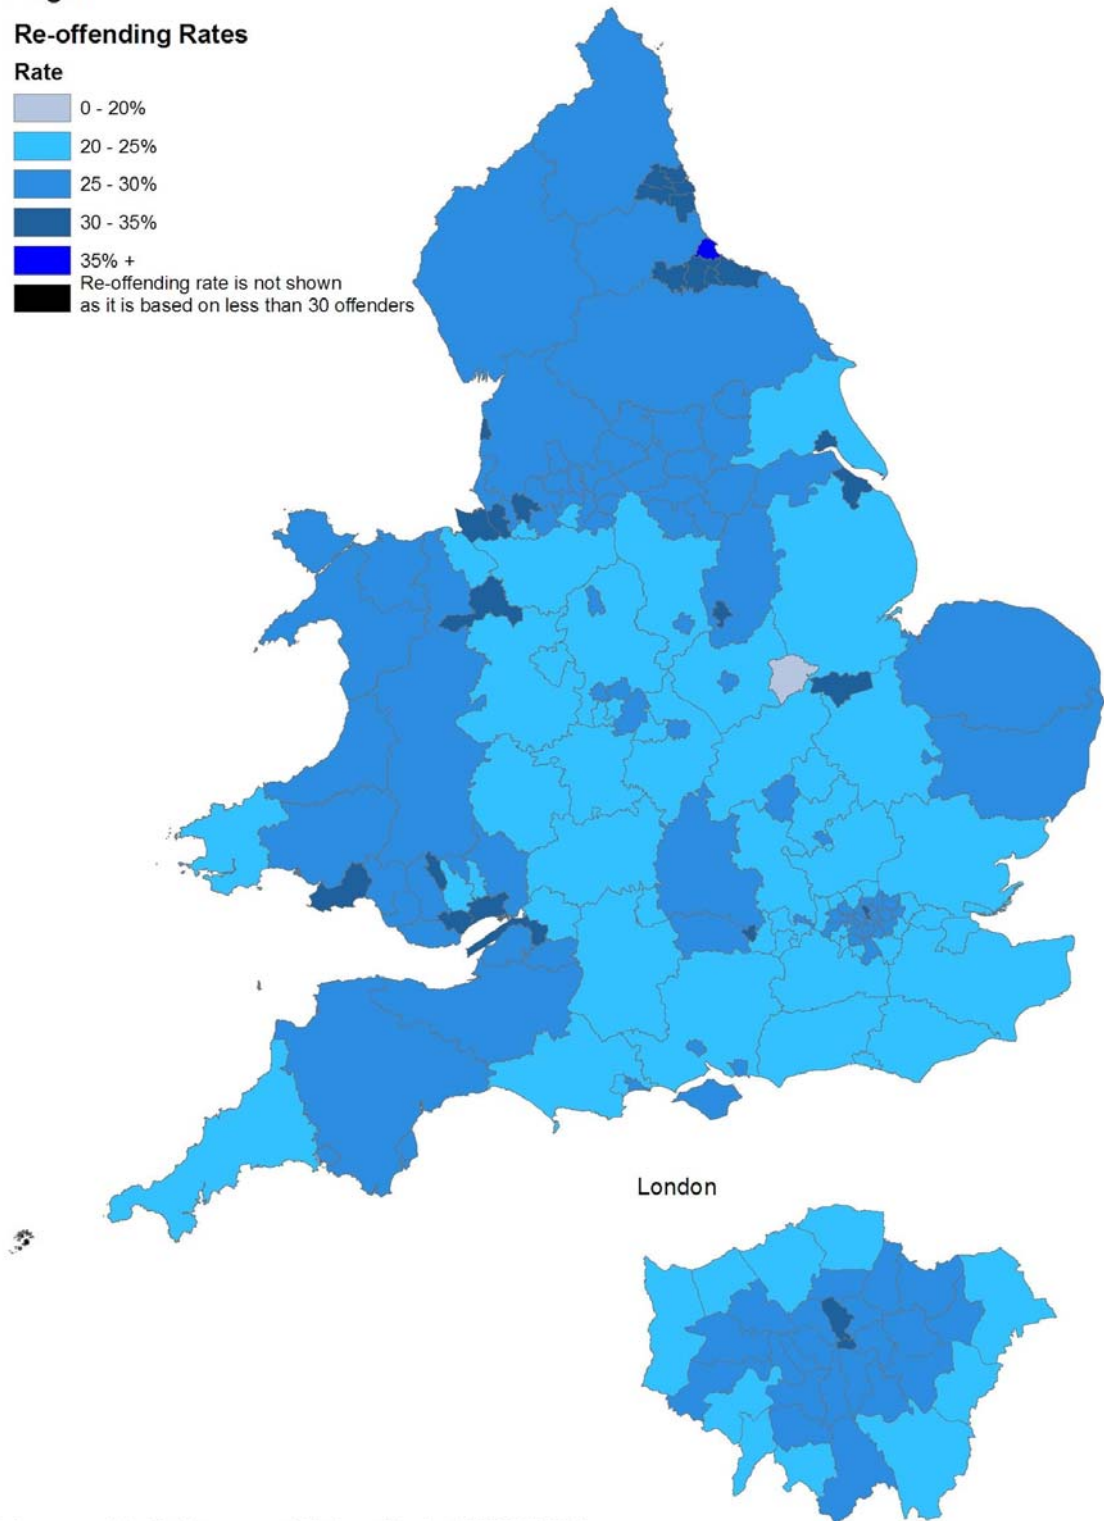 Re-offending Rates
Rate
0 - 20%
20 - 25%
25 - 30%
30 - 35%
35% +
Re-offending rate is not shown
as it is based on less than 30 offenders
London